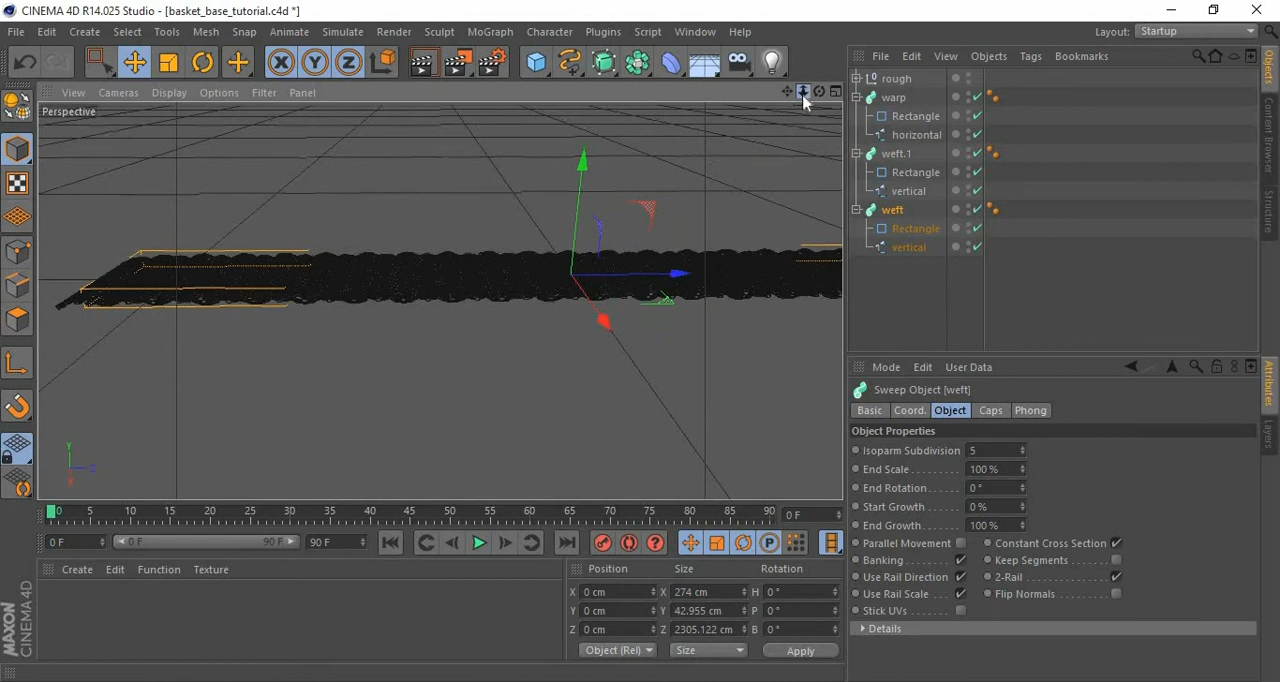 CINEMA 4D R14.025 Studio - [basket_base_tutorial.c4d *]
File Edit Create Select Tools Mesh Snap Animate Simulate Render Sculpt MoGraph Character Plugins Script Window Help Layout: Startup
X Y Z
File Edit View Objects Tags Bookmarks
View Cameras Display Options Filter Panel
Perspective
rough
warp
Rectangle
horizontal
weft.1
Rectangle
vertical
weft
Rectangle
vertical
Objects
Content Browser
Structure
Mode Edit User Data
Sweep Object [weft]
Basic Coord. Object Caps Phong
Object Properties
Isoparm Subdivision 5
End Scale 100 %
End Rotation 0 °
Start Growth 0 %
End Growth 100 %
Parallel Movement Constant Cross Section
Banking Keep Segments
Use Rail Direction 2-Rail
Use Rail Scale Flip Normals
Stick UVs
Details
Attributes
Layers
Y
Z
X
0 5 10 15 20 25 30 35 40 45 50 55 60 65 70 75 80 85 90 0 F
0 F 0 F 90 F 90 F
Create Edit Function Texture
Position Size Rotation
X 0 cm X 274 cm H 0 °
Y 0 cm Y 42.955 cm P 0 °
Z 0 cm Z 2305.122 cm B 0 °
Object (Rel) Size Apply
MAXON
CINEMA 4D